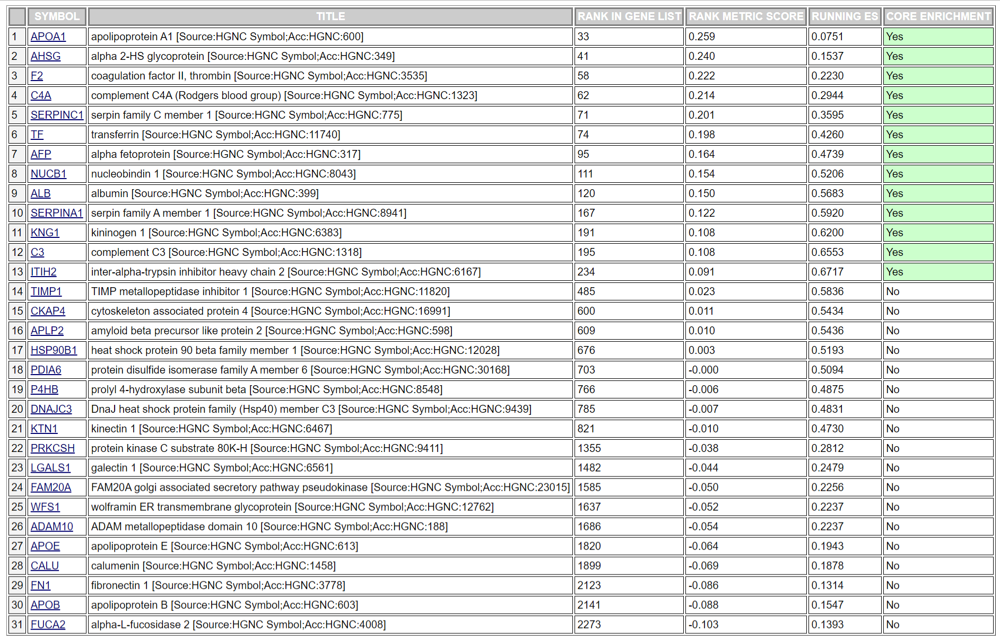 SYMBOL TITLE RANK IN GENE LIST RANK METRIC SCORE RUNNING ES CORE ENRICHMENT
1 APOA1 apolipoprotein A1 [Source:HGNC Symbol;Acc:HGNC:600] 33 0.259 0.0751 Yes
2 AHSG alpha 2-HS glycoprotein [Source:HGNC Symbol;Acc:HGNC:349] 41 0.240 0.1537 Yes
3 F2 coagulation factor II, thrombin [Source:HGNC Symbol;Acc:HGNC:3535] 58 0.222 0.2230 Yes
4 C4A complement C4A (Rodgers blood group) [Source:HGNC Symbol;Acc:HGNC:1323] 62 0.214 0.2944 Yes
5 SERPINC1 serpin family C member 1 [Source:HGNC Symbol;Acc:HGNC:775] 71 0.201 0.3595 Yes
6 TF transferrin [Source:HGNC Symbol;Acc:HGNC:11740] 74 0.198 0.4260 Yes
7 AFP alpha fetoprotein [Source:HGNC Symbol;Acc:HGNC:317] 95 0.164 0.4739 Yes
8 NUCB1 nucleobindin 1 [Source:HGNC Symbol;Acc:HGNC:8043] 111 0.154 0.5206 Yes
9 ALB albumin [Source:HGNC Symbol;Acc:HGNC:399] 120 0.150 0.5683 Yes
10 SERPINA1 serpin family A member 1 [Source:HGNC Symbol;Acc:HGNC:8941] 167 0.122 0.5920 Yes
11 KNG1 kininogen 1 [Source:HGNC Symbol;Acc:HGNC:6383] 191 0.108 0.6200 Yes
12 C3 complement C3 [Source:HGNC Symbol;Acc:HGNC:1318] 195 0.108 0.6553 Yes
13 ITIH2 inter-alpha-trypsin inhibitor heavy chain 2 [Source:HGNC Symbol;Acc:HGNC:6167] 234 0.091 0.6717 Yes
14 TIMP1 TIMP metallopeptidase inhibitor 1 [Source:HGNC Symbol;Acc:HGNC:11820] 485 0.023 0.5836 No
15 CKAP4 cytoskeleton associated protein 4 [Source:HGNC Symbol;Acc:HGNC:16991] 600 0.011 0.5434 No
16 APLP2 amyloid beta precursor like protein 2 [Source:HGNC Symbol;Acc:HGNC:598] 609 0.010 0.5436 No
17 HSP90B1 heat shock protein 90 beta family member 1 [Source:HGNC Symbol;Acc:HGNC:12028] 676 0.003 0.5193 No
18 PDIA6 protein disulfide isomerase family A member 6 [Source:HGNC Symbol;Acc:HGNC:30168] 703 -0.000 0.5094 No
19 P4HB prolyl 4-hydroxylase subunit beta [Source:HGNC Symbol;Acc:HGNC:8548] 766 -0.006 0.4875 No
20 DNAJC3 DnaJ heat shock protein family (Hsp40) member C3 [Source:HGNC Symbol;Acc:HGNC:9439] 785 -0.007 0.4831 No
21 KTN1 kinectin 1 [Source:HGNC Symbol;Acc:HGNC:6467] 821 -0.010 0.4730 No
22 PRKCSH protein kinase C substrate 80K-H [Source:HGNC Symbol;Acc:HGNC:9411] 1355 -0.038 0.2812 No
23 LGALS1 galectin 1 [Source:HGNC Symbol;Acc:HGNC:6561] 1482 -0.044 0.2479 No
24 FAM20A FAM20A golgi associated secretory pathway pseudokinase [Source:HGNC Symbol;Acc:HGNC:23015] 1585 -0.050 0.2256 No
25 WFS1 wolframin ER transmembrane glycoprotein [Source:HGNC Symbol;Acc:HGNC:12762] 1637 -0.052 0.2237 No
26 ADAM10 ADAM metallopeptidase domain 10 [Source:HGNC Symbol;Acc:HGNC:188] 1686 -0.054 0.2237 No
27 APOE apolipoprotein E [Source:HGNC Symbol;Acc:HGNC:613] 1820 -0.064 0.1943 No
28 CALU calumenin [Source:HGNC Symbol;Acc:HGNC:1458] 1899 -0.069 0.1878 No
29 FN1 fibronectin 1 [Source:HGNC Symbol;Acc:HGNC:3778] 2123 -0.086 0.1314 No
30 APOB apolipoprotein B [Source:HGNC Symbol;Acc:HGNC:603] 2141 -0.088 0.1547 No
31 FUCA2 alpha-L-fucosidase 2 [Source:HGNC Symbol;Acc:HGNC:4008] 2273 -0.103 0.1393 No